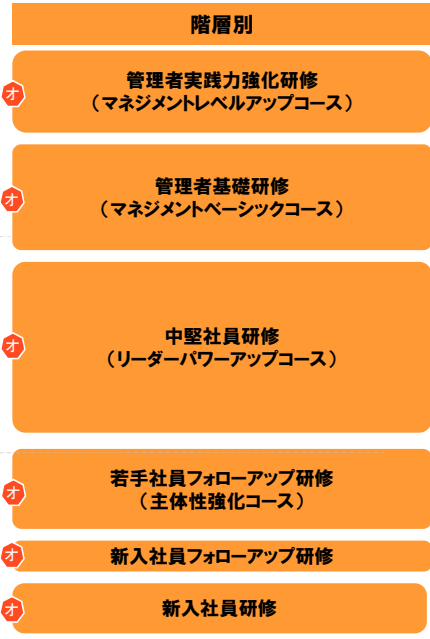 階層別
オ
管理者実践力強化研修
（マネジメントレベルアップコース）
オ
管理者基礎研修
（マネジメントベーシックコース）
オ
中堅社員研修
（リーダーパワーアップコース）
オ
若手社員フォローアップ研修
（主体性強化コース）
オ
新入社員フォローアップ研修
オ
新入社員研修